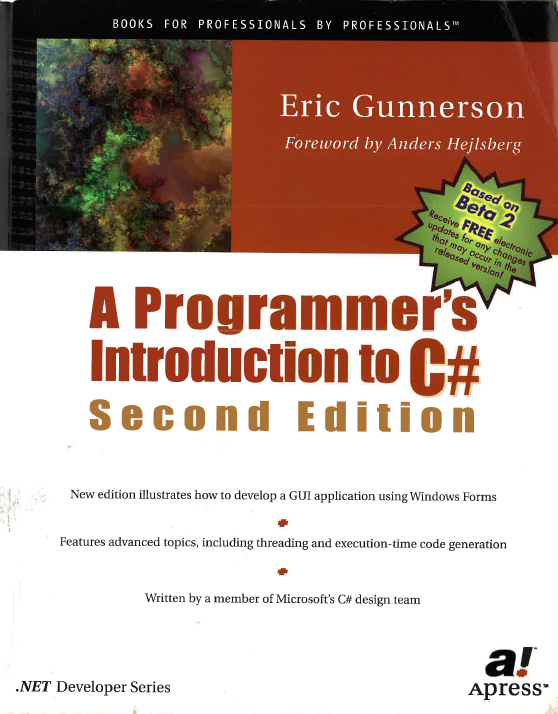 BOOKS FOR PROFESSIONALS BY PROFESSIONALS™
Eric Gunnerson
Foreword by Anders Hejlsberg
Based on
Beta 2
Receive FREE electronic
updates for any changes
that may occur in the
released version!
A Programmer's
Introduction to C#
Second Edition
New edition illustrates how to develop a GUI application using Windows Forms
Features advanced topics, including threading and execution-time code generation
Written by a member of Microsoft's C# design team
.NET Developer Series
a!
Apress™